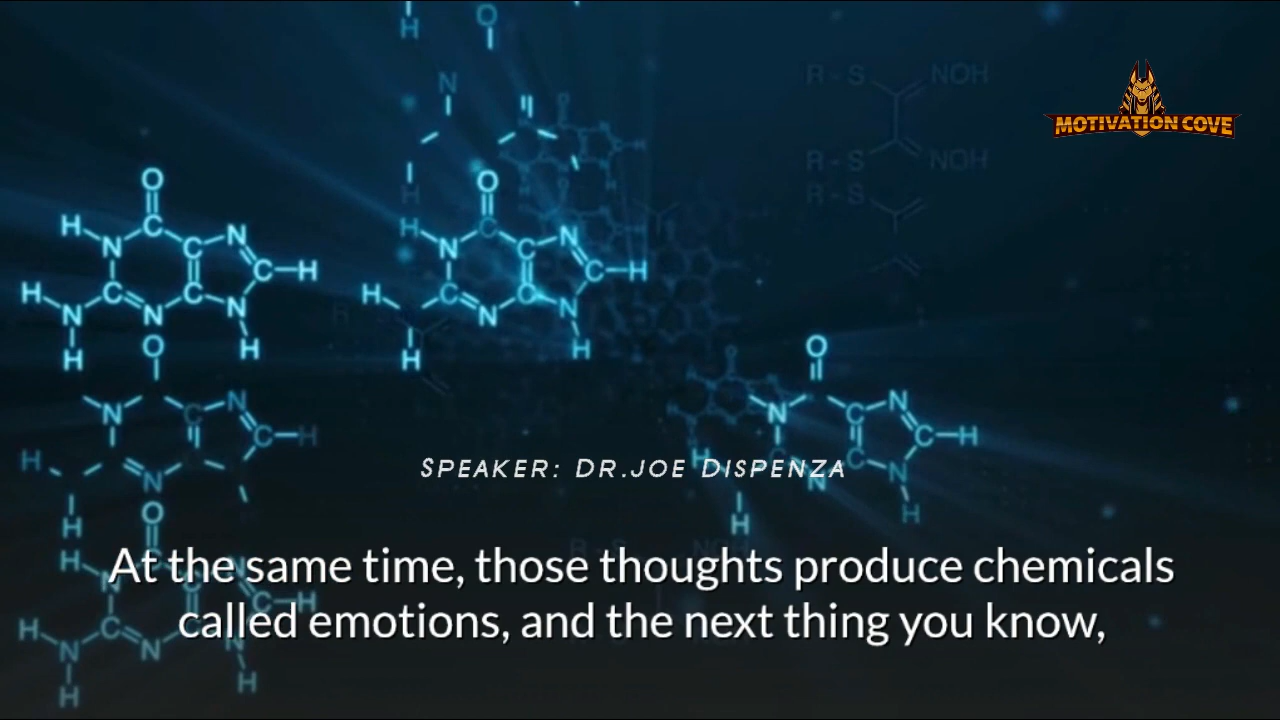 MOTIVATION COVE
SPEAKER: DR.JOE DISPENZA
At the same time, those thoughts produce chemicals
called emotions, and the next thing you know,